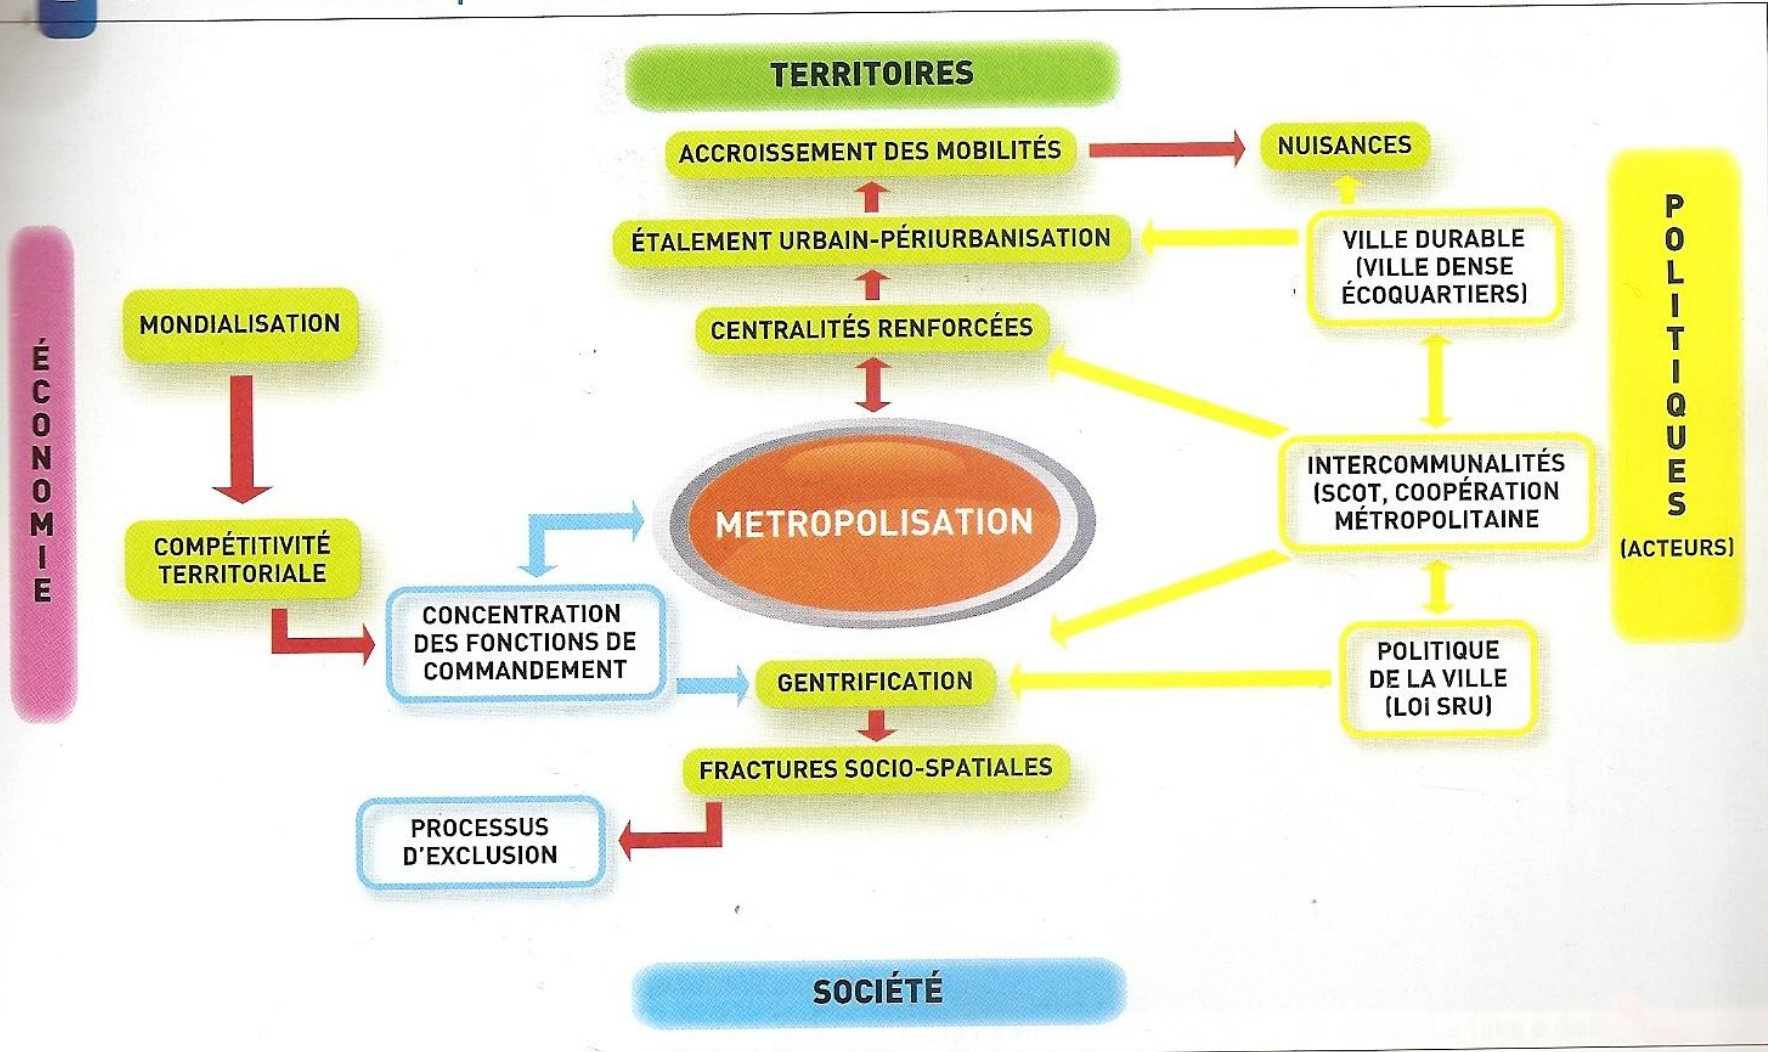 TERRITOIRES
ACCROISSEMENT DES MOBILITÉS
NUISANCES
ÉTALEMENT URBAIN-PÉRIURBANISATION
VILLE DURABLE
(VILLE DENSE
ÉCOQUARTIERS)
CENTRALITÉS RENFORCÉES
MONDIALISATION
ÉCONOMIE
POLITIQUES
(ACTEURS)
INTERCOMMUNALITÉS
(SCOT, COOPÉRATION
MÉTROPOLITAINE
METROPOLISATION
COMPÉTITIVITÉ
TERRITORIALE
CONCENTRATION
DES FONCTIONS DE
COMMANDEMENT
GENTRIFICATION
POLITIQUE
DE LA VILLE
(LOi SRU)
FRACTURES SOCIO-SPATIALES
PROCESSUS
D'EXCLUSION
SOCIÉTÉ